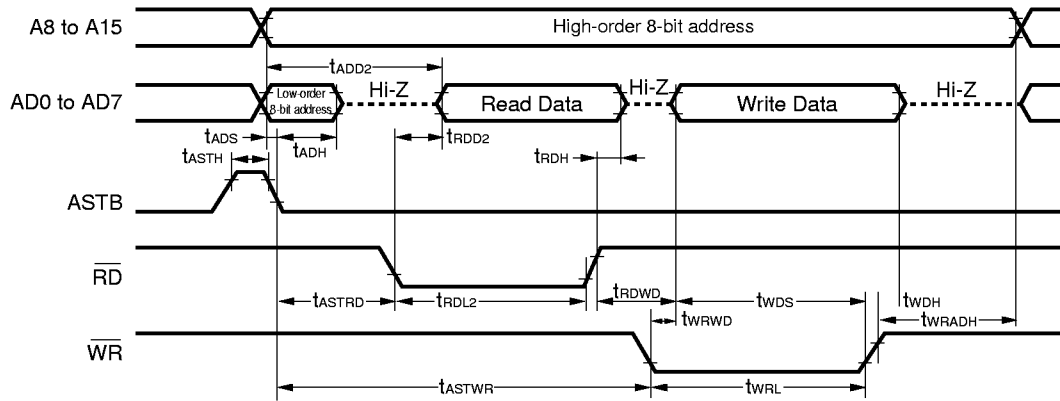 A8 to A15
High-order 8-bit address
tADD2
AD0 to AD7
Low-order
8-bit address
Hi-Z
Read Data
Hi-Z
Write Data
Hi-Z
tADS
tADH
tRDD2
tASTH
tRDH
ASTB
RD
tASTRD
tRDL2
tRDWD
tWDS
tWDH
tWRWD
tWRADH
WR
tASTWR
tWRL